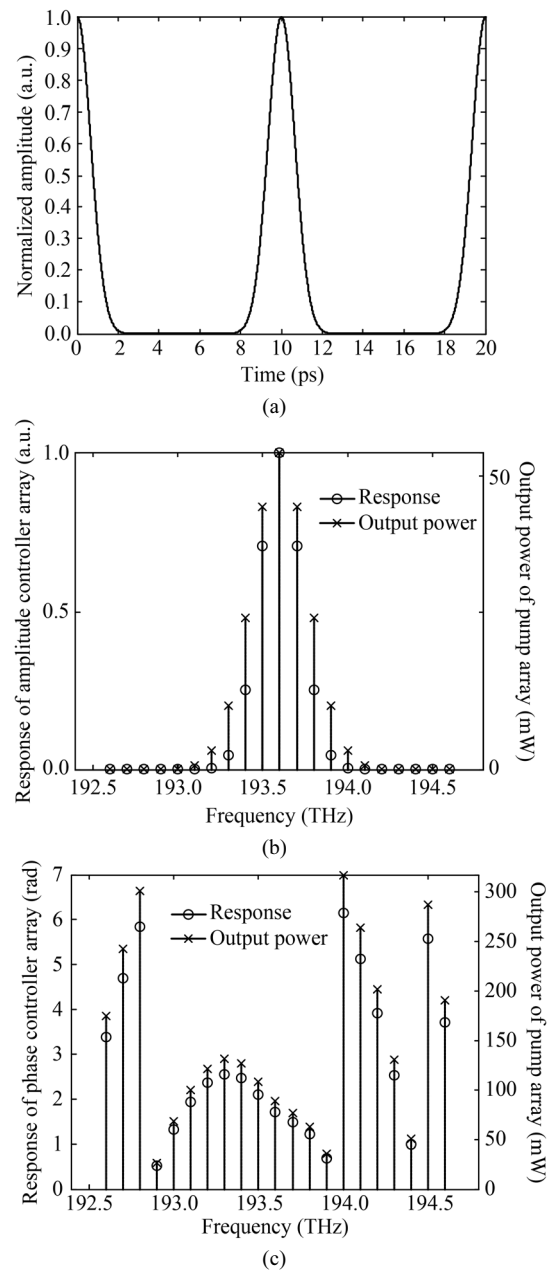 Normalized amplitude (a.u.)
1.0
0.9
0.8
0.7
0.6
0.5
0.4
0.3
0.2
0.1
0.0
0 2 4 6 8 10 12 14 16 18 20
Time (ps)
(a)
Response of amplitude controller array (a.u.)
1.0
0.5
0.0
Response
Output power
50
0
Output power of pump array (mW)
192.5 193.0 193.5 194.0 194.5
Frequency (THz)
(b)
Response of phase controller array (rad)
7
6
5
4
3
2
1
0
Response
Output power
300
250
200
150
100
50
0
Output power of pump array (mW)
192.5 193.0 193.5 194.0 194.5
Frequency (THz)
(c)